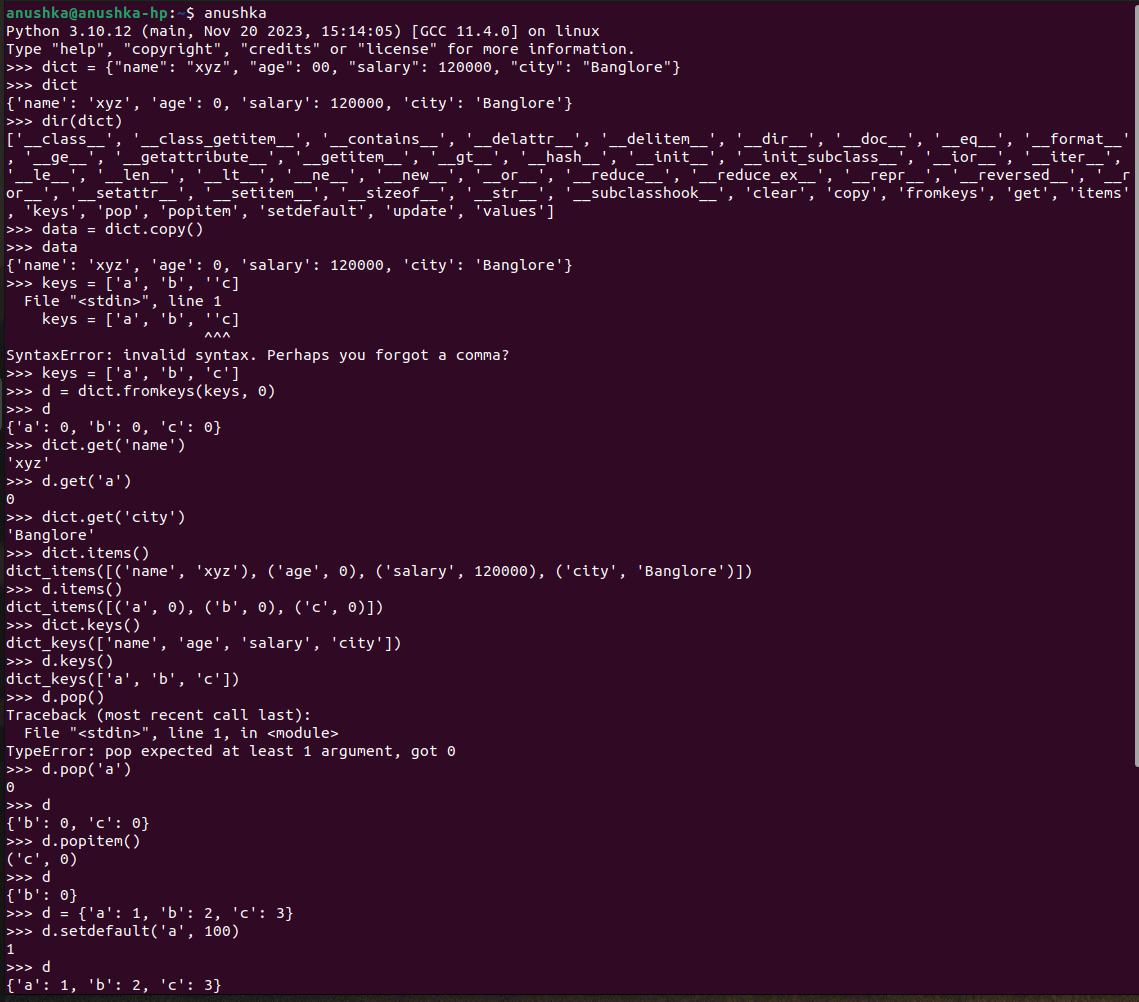 anushka@anushka-hp:~$ anushka
Python 3.10.12 (main, Nov 20 2023, 15:14:05) [GCC 11.4.0] on linux
Type "help", "copyright", "credits" or "license" for more information.
>>> dict = {"name": "xyz", "age": 00, "salary": 120000, "city": "Banglore"}
>>> dict
{'name': 'xyz', 'age': 0, 'salary': 120000, 'city': 'Banglore'}
>>> dir(dict)
['__class__', '__class_getitem__', '__contains__', '__delattr__', '__delitem__', '__dir__', '__doc__', '__eq__', '__format__'
, '__ge__', '__getattribute__', '__getitem__', '__gt__', '__hash__', '__init__', '__init_subclass__', '__ior__', '__iter__',
'__le__', '__len__', '__lt__', '__ne__', '__new__', '__or__', '__reduce__', '__reduce_ex__', '__repr__', '__reversed__', '__r
or__', '__setattr__', '__setitem__', '__sizeof__', '__str__', '__subclasshook__', 'clear', 'copy', 'fromkeys', 'get', 'items'
, 'keys', 'pop', 'popitem', 'setdefault', 'update', 'values']
>>> data = dict.copy()
>>> data
{'name': 'xyz', 'age': 0, 'salary': 120000, 'city': 'Banglore'}
>>> keys = ['a', 'b', ''c]
  File "<stdin>", line 1
    keys = ['a', 'b', ''c]
                      ^^^
SyntaxError: invalid syntax. Perhaps you forgot a comma?
>>> keys = ['a', 'b', 'c']
>>> d = dict.fromkeys(keys, 0)
>>> d
{'a': 0, 'b': 0, 'c': 0}
>>> dict.get('name')
'xyz'
>>> d.get('a')
0
>>> dict.get('city')
'Banglore'
>>> dict.items()
dict_items([('name', 'xyz'), ('age', 0), ('salary', 120000), ('city', 'Banglore')])
>>> d.items()
dict_items([('a', 0), ('b', 0), ('c', 0)])
>>> dict.keys()
dict_keys(['name', 'age', 'salary', 'city'])
>>> d.keys()
dict_keys(['a', 'b', 'c'])
>>> d.pop()
Traceback (most recent call last):
  File "<stdin>", line 1, in <module>
TypeError: pop expected at least 1 argument, got 0
>>> d.pop('a')
0
>>> d
{'b': 0, 'c': 0}
>>> d.popitem()
('c', 0)
>>> d
{'b': 0}
>>> d = {'a': 1, 'b': 2, 'c': 3}
>>> d.setdefault('a', 100)
1
>>> d
{'a': 1, 'b': 2, 'c': 3}